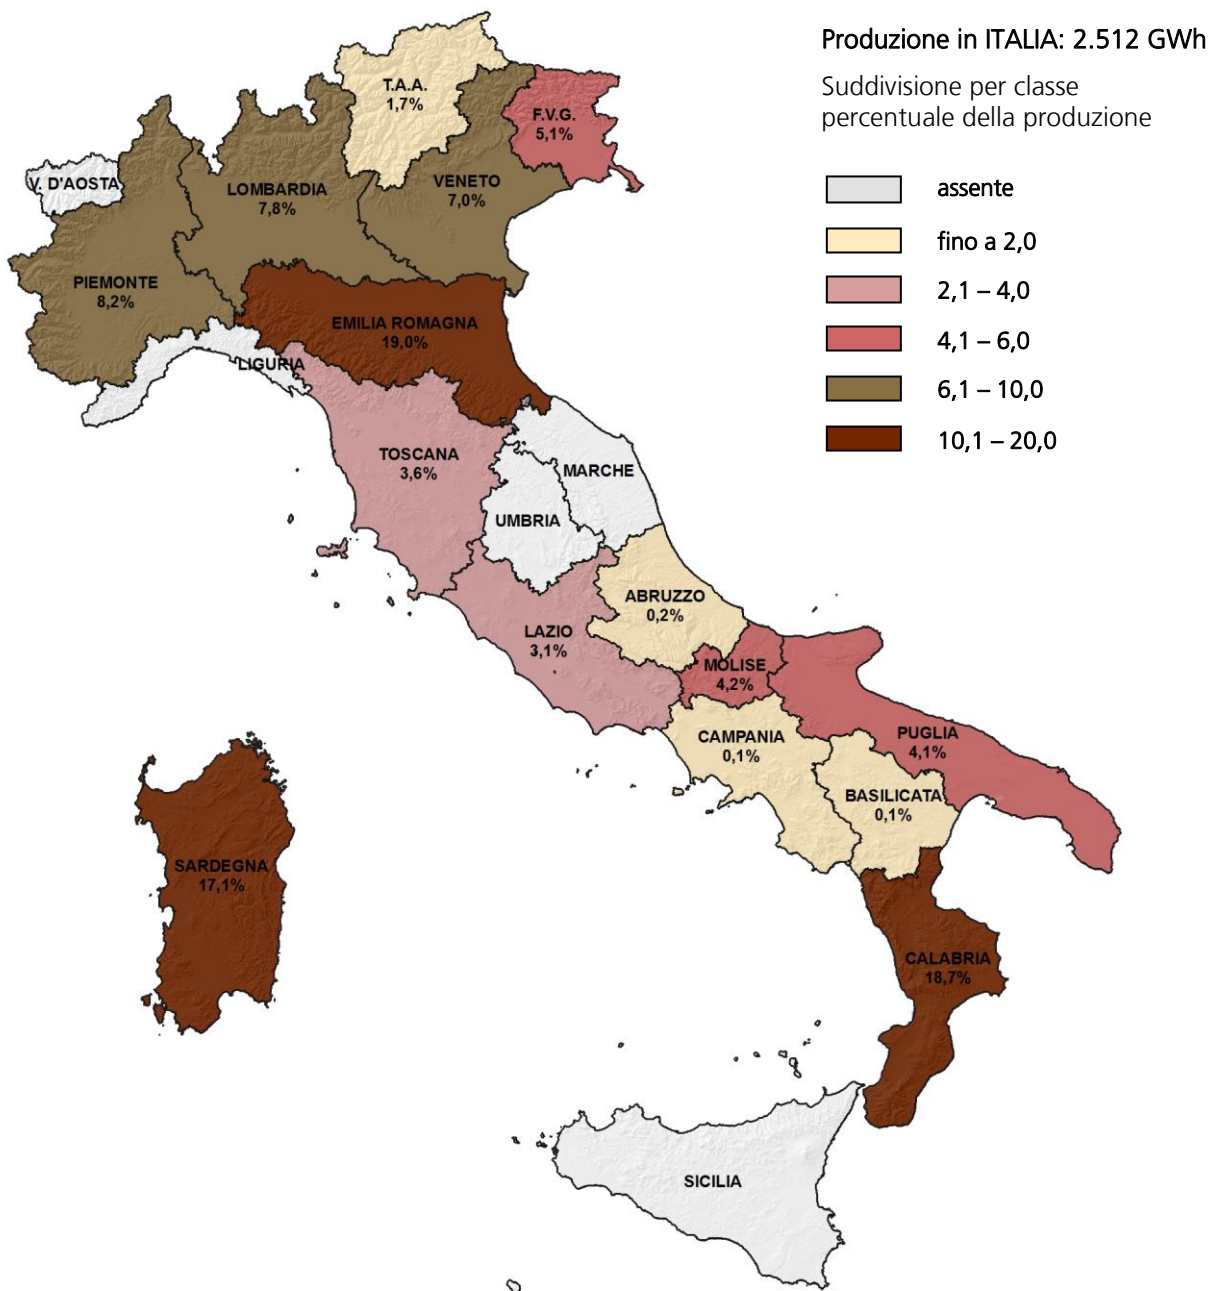 Produzione in ITALIA: 2.512 GWh
Suddivisione per classe
percentuale della produzione
assente
fino a 2,0
2,1 – 4,0
4,1 – 6,0
6,1 – 10,0
10,1 – 20,0
T.A.A.
1,7%
F.V.G.
5,1%
V. D'AOSTA
LOMBARDIA
7,8%
VENETO
7,0%
PIEMONTE
8,2%
EMILIA ROMAGNA
19,0%
LIGURIA
TOSCANA
3,6%
MARCHE
UMBRIA
ABRUZZO
0,2%
LAZIO
3,1%
MOLISE
4,2%
CAMPANIA
0,1%
PUGLIA
4,1%
BASILICATA
0,1%
SARDEGNA
17,1%
CALABRIA
18,7%
SICILIA